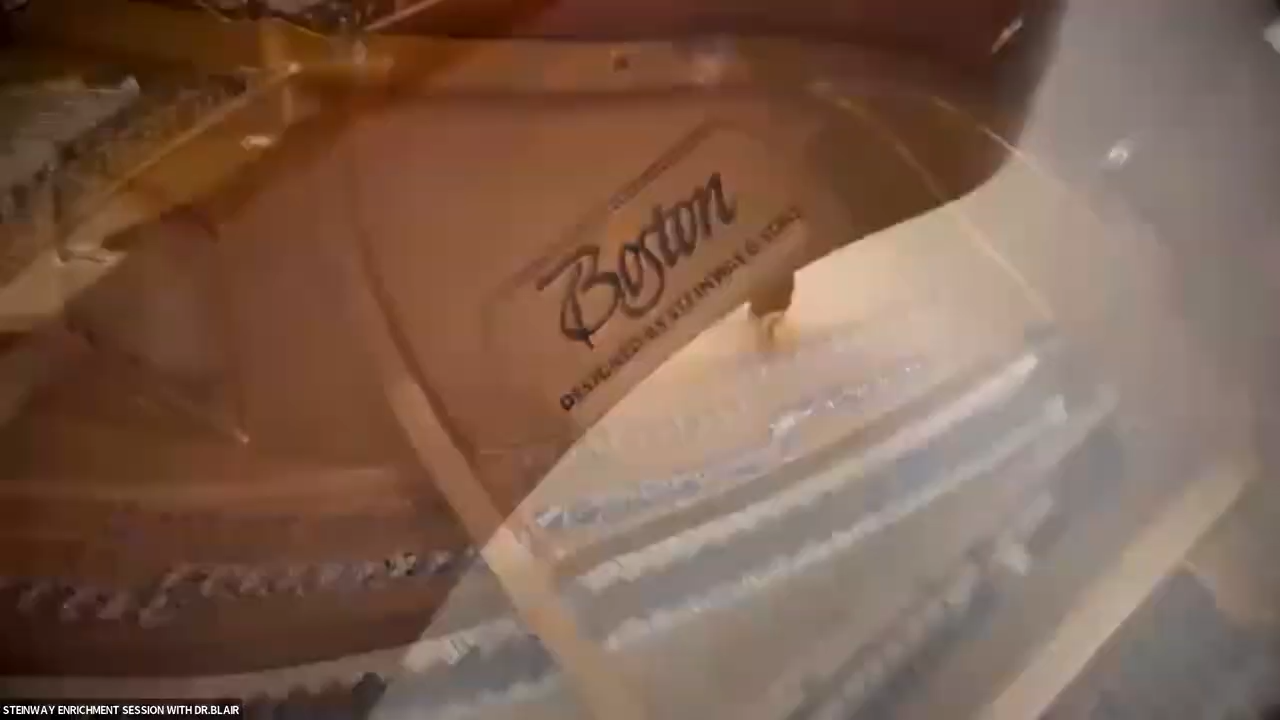 Boston
DESIGNED BY STEINWAY & SONS
STEINWAY ENRICHMENT SESSION WITH DR.BLAIR